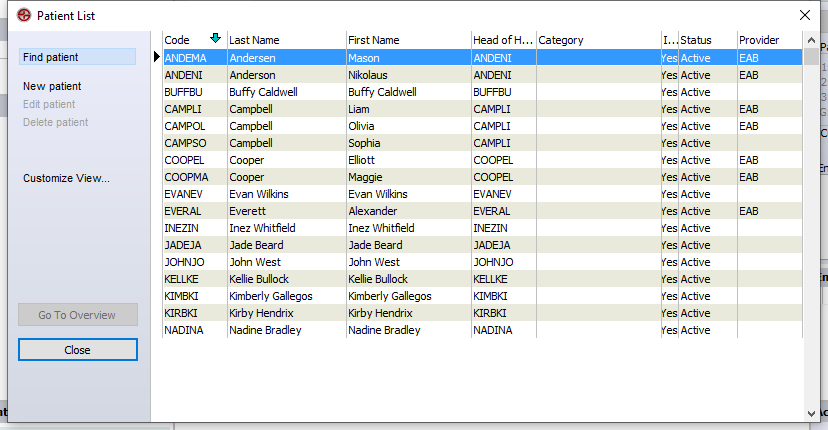 Patient List
Find patient
New patient
Edit patient
Delete patient
Customize View...
Go To Overview
Close
Code Last Name First Name Head of H... Category I... Status Provider
ANDEMA Andersen Mason ANDENI Yes Active EAB
ANDENI Anderson Nikolaus ANDENI Yes Active EAB
BUFFBU Buffy Caldwell Buffy Caldwell BUFFBU Yes Active
CAMPLI Campbell Liam CAMPLI Yes Active EAB
CAMPOL Campbell Olivia CAMPLI Yes Active EAB
CAMPSO Campbell Sophia CAMPLI Yes Active
COOPEL Cooper Elliott COOPEL Yes Active EAB
COOPMA Cooper Maggie COOPEL Yes Active EAB
EVANEV Evan Wilkins Evan Wilkins EVANEV Yes Active
EVERAL Everett Alexander EVERAL Yes Active EAB
INEZIN Inez Whitfield Inez Whitfield INEZIN Yes Active
JADEJA Jade Beard Jade Beard JADEJA Yes Active
JOHNJO John West John West JOHNJO Yes Active
KELLKE Kellie Bullock Kellie Bullock KELLKE Yes Active
KIMBKI Kimberly Gallegos Kimberly Gallegos KIMBKI Yes Active
KIRBKI Kirby Hendrix Kirby Hendrix KIRBKI Yes Active
NADINA Nadine Bradley Nadine Bradley NADINA Yes Active